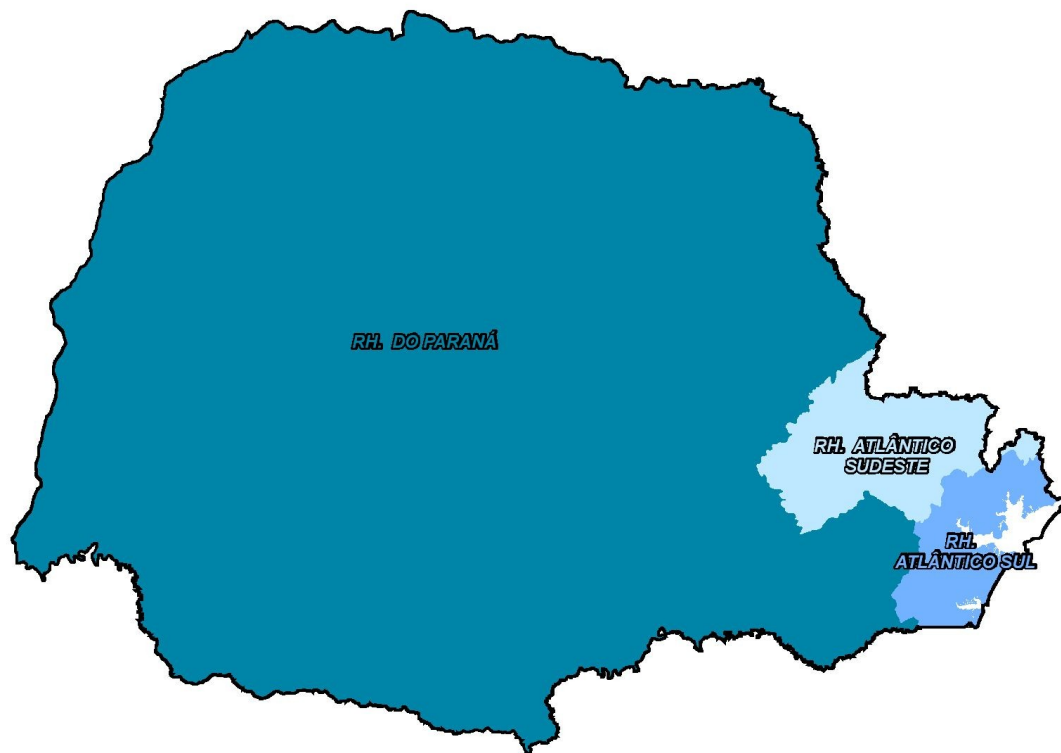 RH. DO PARANÁ
RH. ATLÂNTICO
SUDESTE
RH.
ATLÂNTICO SUL